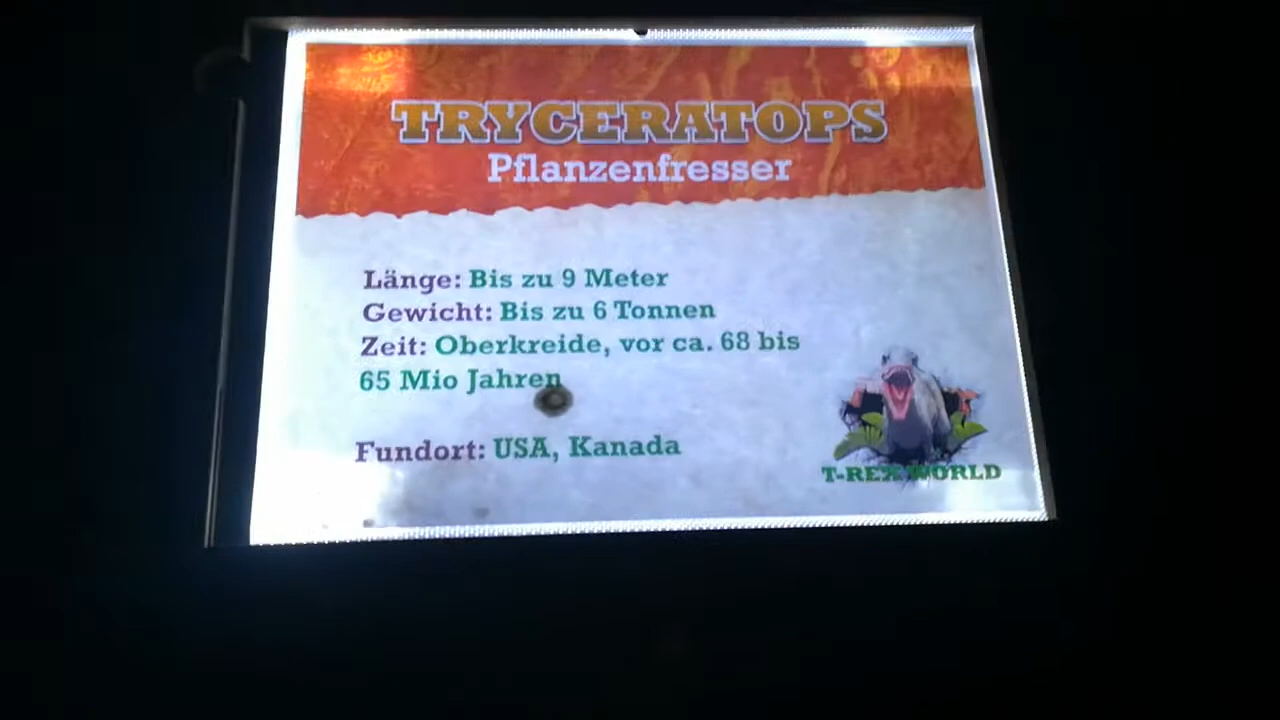 TRYCERATOPS
Pflanzenfresser
Länge: Bis zu 9 Meter
Gewicht: Bis zu 6 Tonnen
Zeit: Oberkreide, vor ca. 68 bis
65 Mio Jahren
Fundort: USA, Kanada
T-REX WORLD